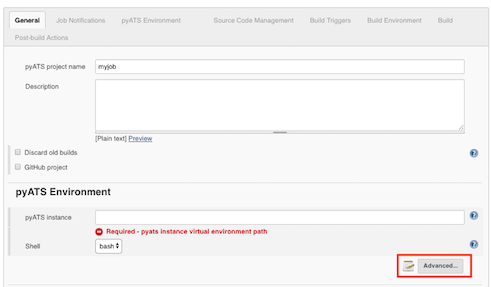 General Job Notifications pyATS Environment Source Code Management Build Triggers Build Environment Build
Post-build Actions
pyATS project name myjob
Description
[Plain text] Preview
Discard old builds
GitHub project
pyATS Environment
pyATS instance
Required - pyats instance virtual environment path
Shell bash
Advanced...